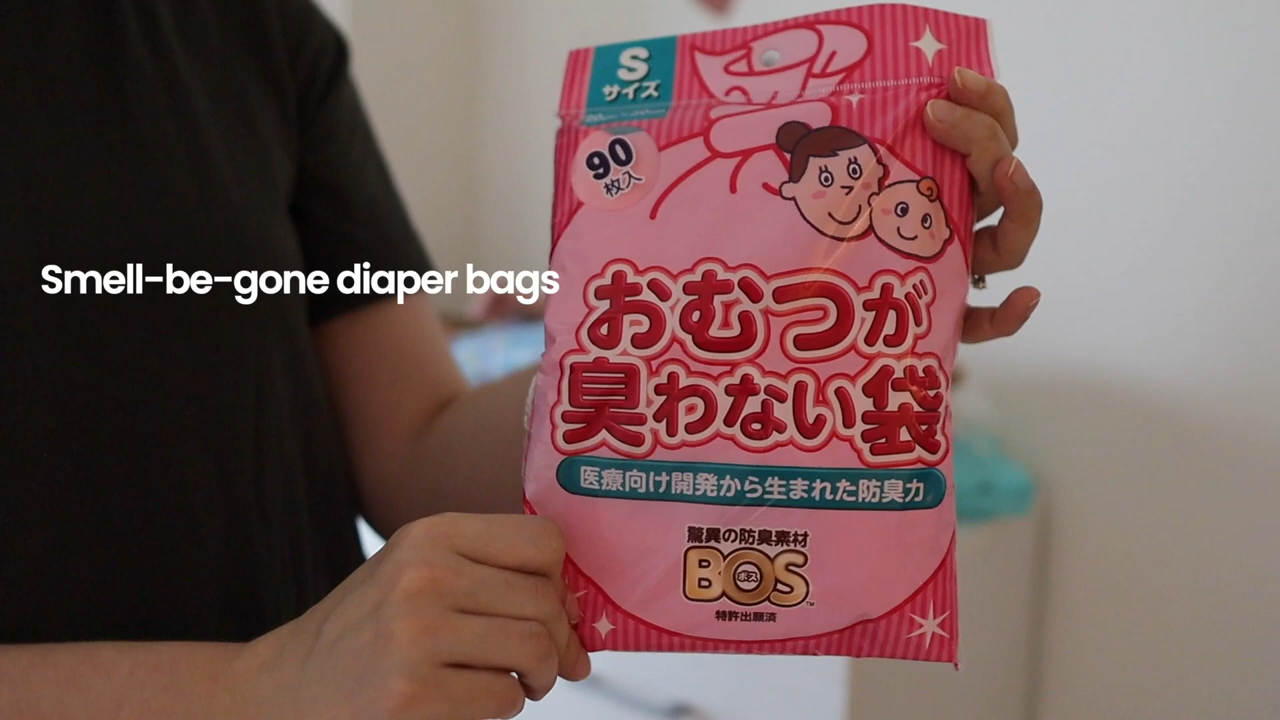 Smell-be-gone diaper bags
S
サイズ
90
枚入
おむつが
臭わない袋
医療向け開発から生まれた防臭力
驚異の防臭素材
BOS
ボス
TM
特許出願済